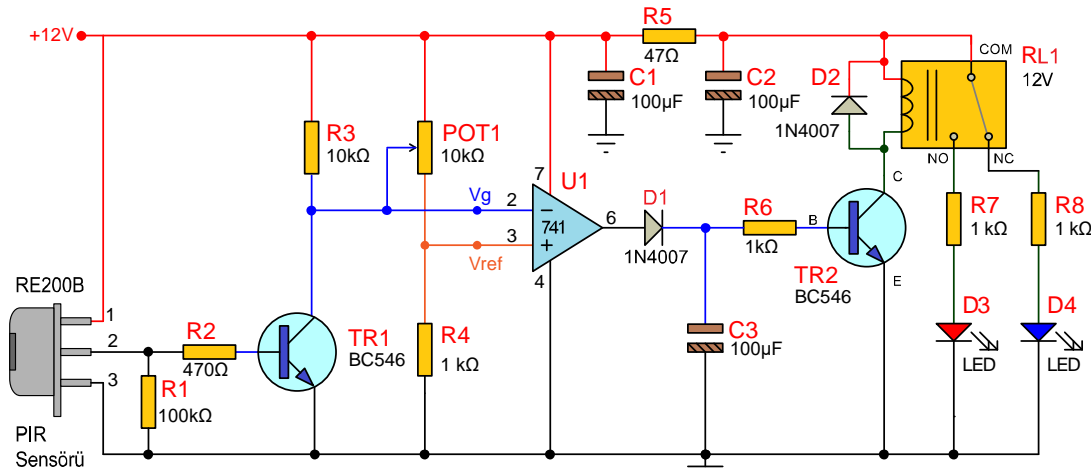 +12V
R5
47Ω
C1
100µF
C2
100µF
D2
1N4007
COM
RL1
12V
NO
NC
R3
10kΩ
POT1
10kΩ
Vg
Vref
7
2
3
4
6
U1
741
D1
1N4007
R6
1kΩ
B
C
E
TR2
BC546
R7
1 kΩ
R8
1 kΩ
RE200B
1
2
3
R2
470Ω
R1
100kΩ
TR1
BC546
R4
1 kΩ
C3
100µF
D3
LED
D4
LED
PIR
Sensörü